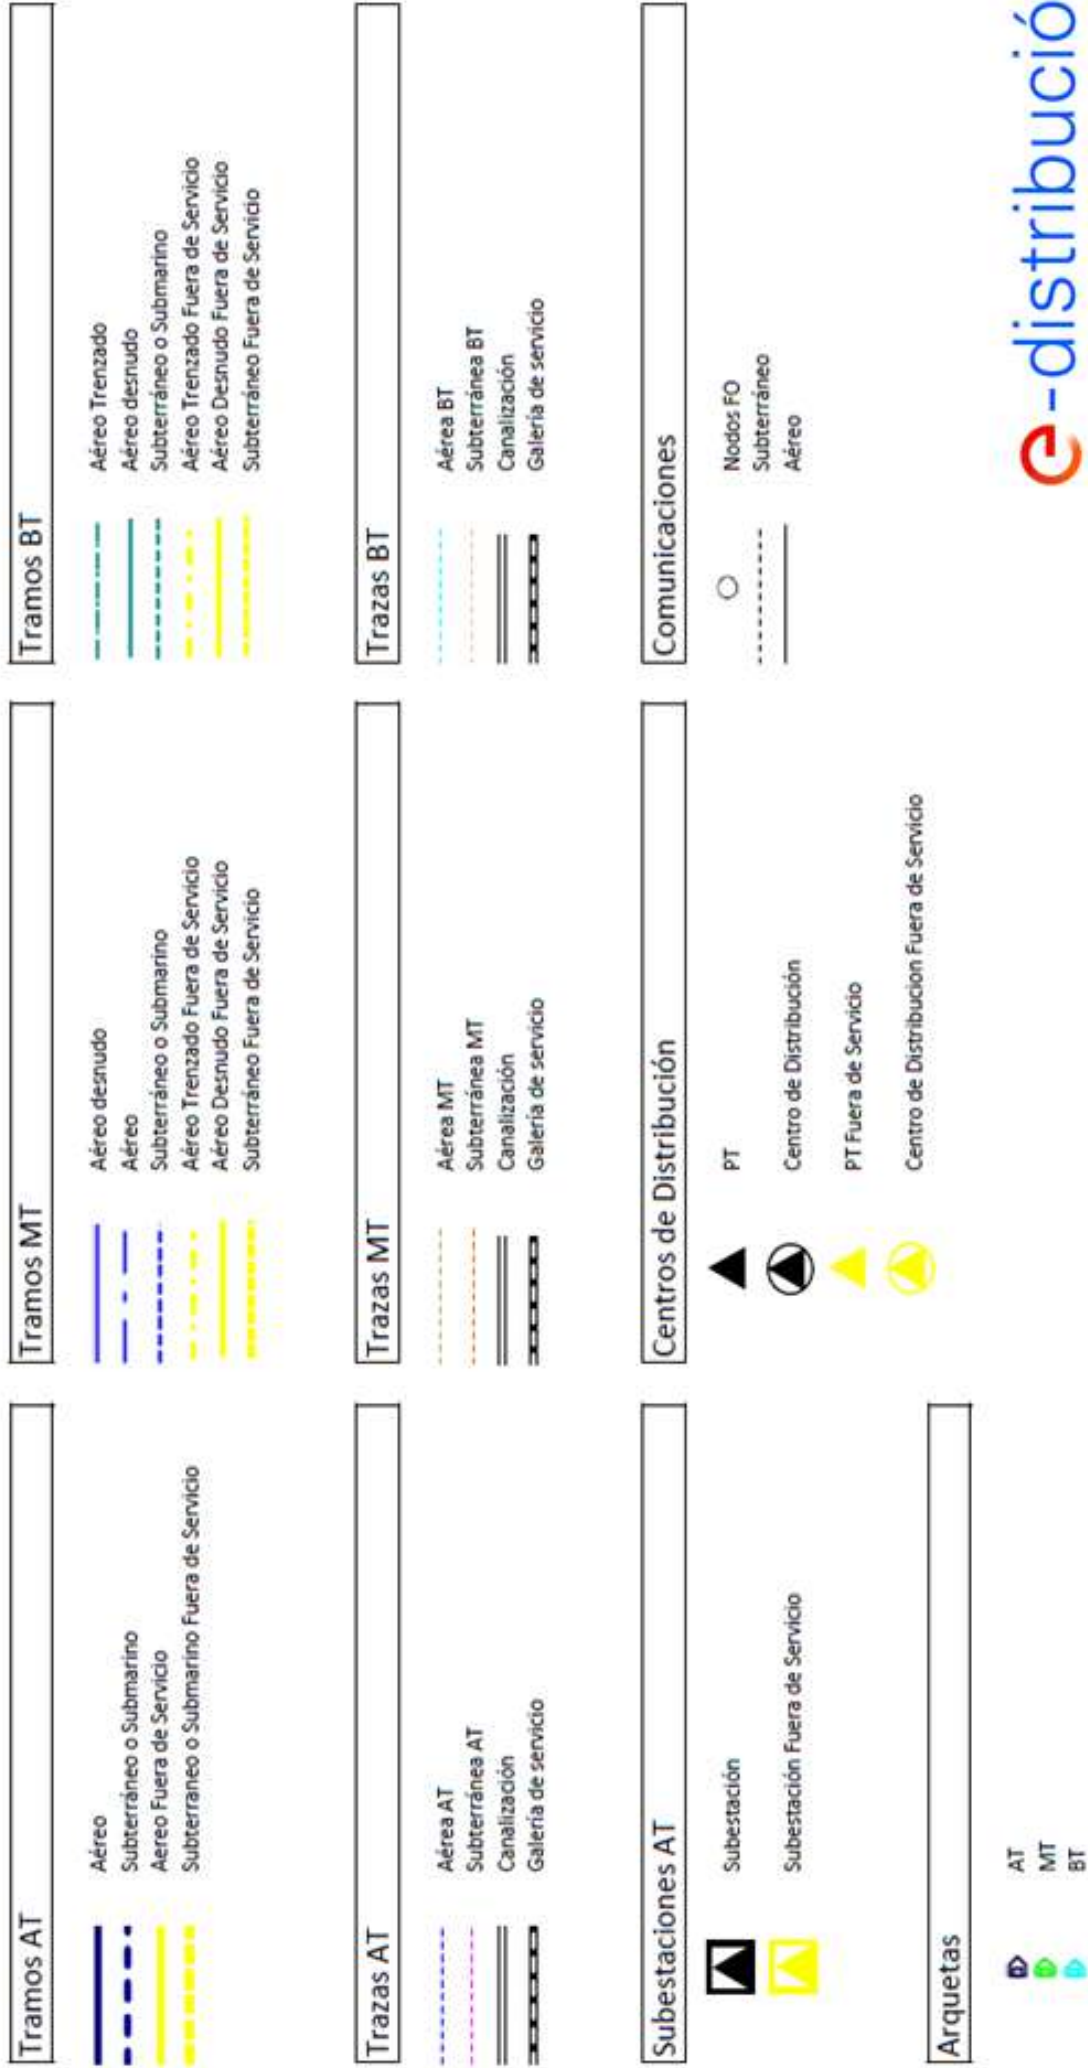 Tramos AT
Aéreo
Subterráneo o Submarino
Aereo Fuera de Servicio
Subterraneo o Submarino Fuera de Servicio
Tramos MT
Aéreo desnudo
Aéreo
Subterráneo o Submarino
Aéreo Trenzado Fuera de Servicio
Aéreo Desnudo Fuera de Servicio
Subterráneo Fuera de Servicio
Tramos BT
Aéreo Trenzado
Aéreo desnudo
Subterráneo o Submarino
Aéreo Trenzado Fuera de Servicio
Aéreo Desnudo Fuera de Servicio
Subterráneo Fuera de Servicio
Trazas AT
Aérea AT
Subterránea AT
Canalización
Galería de servicio
Trazas MT
Aérea MT
Subterránea MT
Canalización
Galería de servicio
Trazas BT
Aérea BT
Subterránea BT
Canalización
Galería de servicio
Subestaciones AT
Subestación
Subestación Fuera de Servicio
Centros de Distribución
PT
Centro de Distribución
PT Fuera de Servicio
Centro de Distribucion Fuera de Servicio
Comunicaciones
Nodos FO
Subterráneo
Aéreo
Arquetas
AT
MT
BT
e-distribució